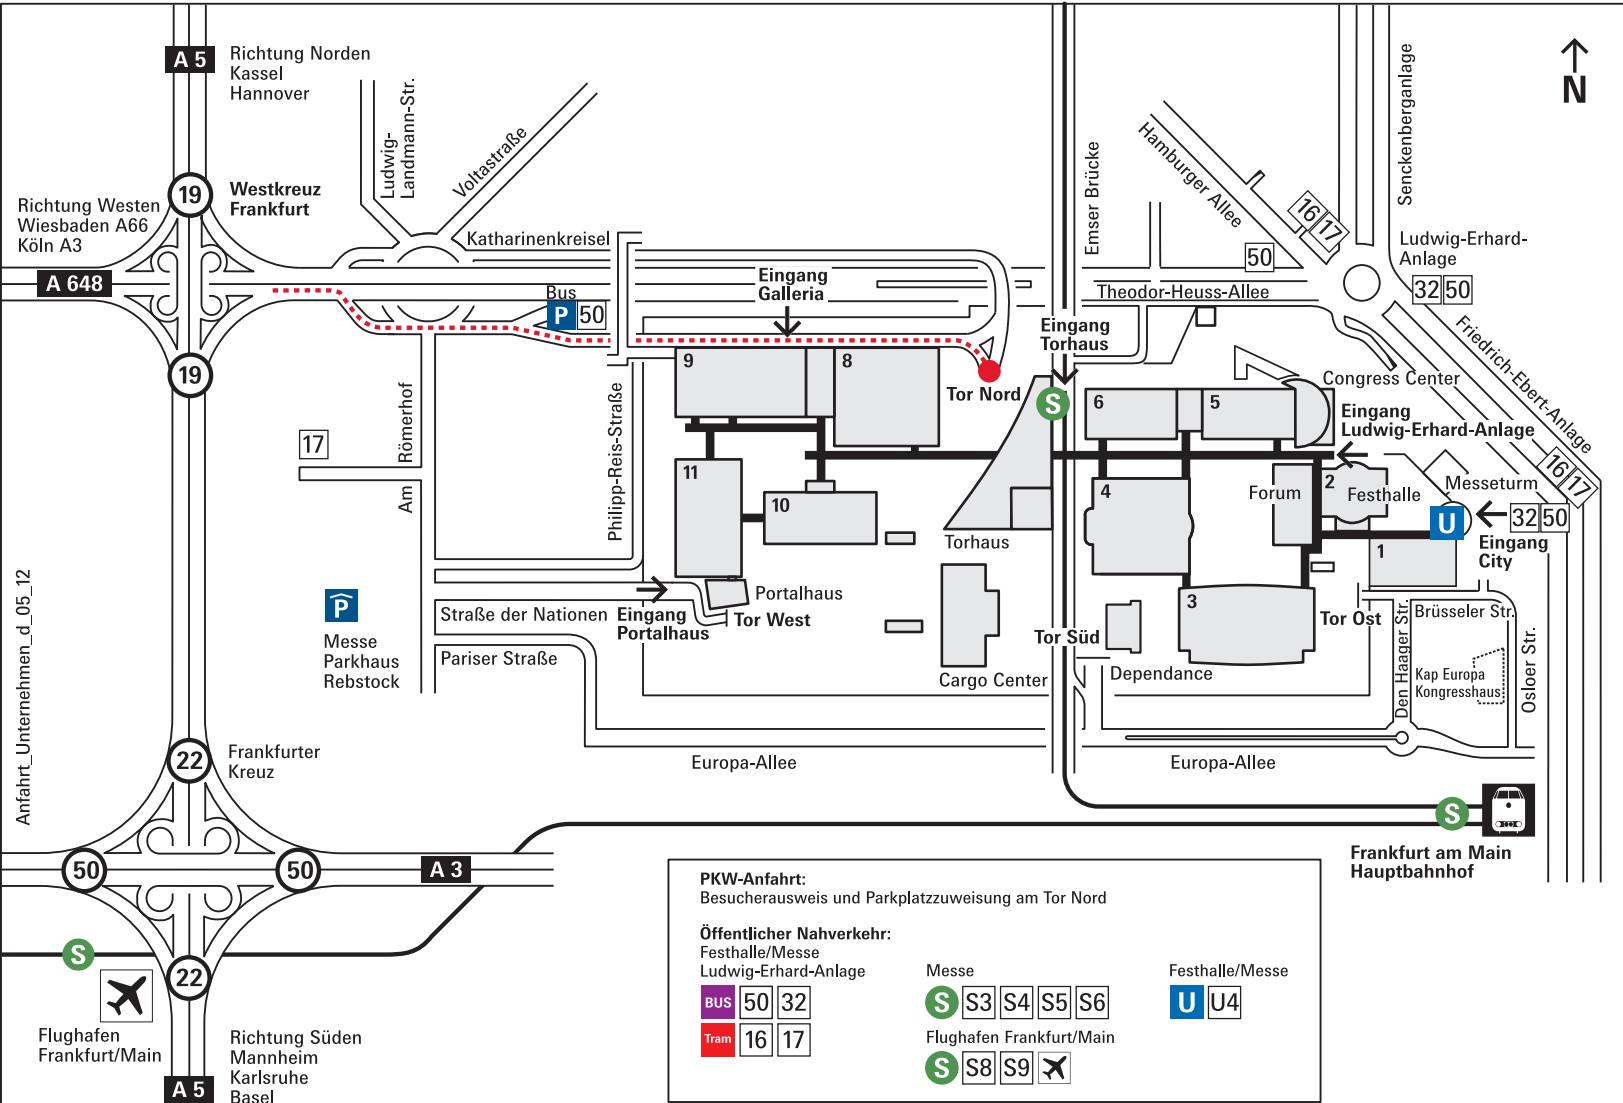 A 5
Richtung Norden
Kassel
Hannover
Ludwig-
Landmann-Str.
Voltastraße
Emser Brücke
Hamburger Allee
Senckenberganlage
N
19
Westkreuz
Frankfurt
Richtung Westen
Wiesbaden A66
Köln A3
A 648
Katharinenkreisel
16
17
50
Ludwig-Erhard-
Anlage
32 50
Eingang
Galleria
Bus
P 50
Theodor-Heuss-Allee
Eingang
Torhaus
Friedrich-Ebert-Anlage
19
9
8
Tor Nord
S
6
5
Congress Center
Eingang
Ludwig-Erhard-Anlage
17
Am Römerhof
Philipp-Reis-Straße
11
10
4
Forum
2
Festhalle
Messeturm
16
17
U
32 50
Eingang
City
Torhaus
1
Anfahrt_Unternehmen_d_05_12
P
Messe
Parkhaus
Rebstock
Straße der Nationen
Eingang
Portalhaus
Portalhaus
Tor West
Pariser Straße
Cargo Center
Tor Süd
Dependance
3
Tor Ost
Den Haager Str.
Brüsseler Str.
Kap Europa
Kongresshaus
Osloer Str.
22
Frankfurter
Kreuz
Europa-Allee
Europa-Allee
S
Frankfurt am Main
Hauptbahnhof
50
50
A 3
S
22
Flughafen
Frankfurt/Main
Richtung Süden
Mannheim
Karlsruhe
Basel
A 5
PKW-Anfahrt:
Besucherausweis und Parkplatzzuweisung am Tor Nord
Öffentlicher Nahverkehr:
Festhalle/Messe
Ludwig-Erhard-Anlage
BUS 50 32
Tram 16 17
Messe
S S3 S4 S5 S6
Flughafen Frankfurt/Main
S S8 S9
Festhalle/Messe
U U4